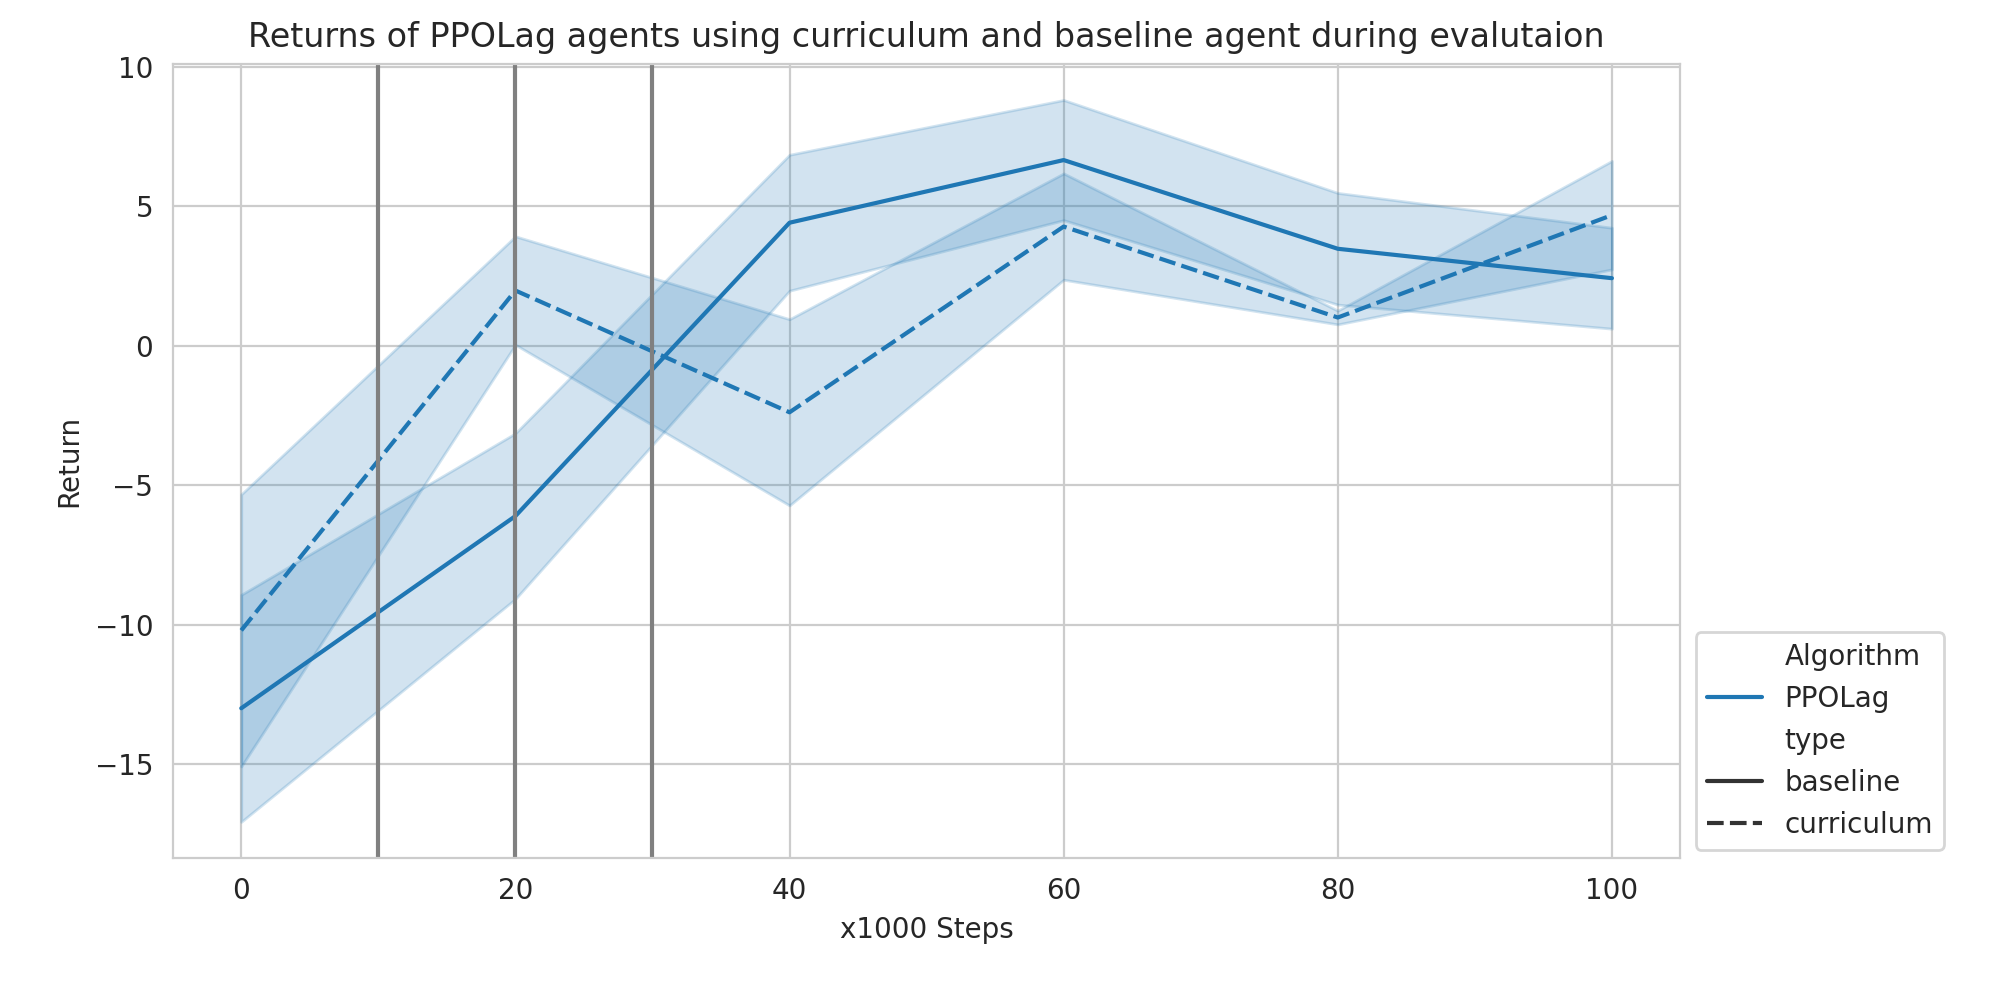 Returns of PPOLag agents using curriculum and baseline agent during evalutaion
10
5
0
−5
−10
−15
Return
0 20 40 60 80 100
x1000 Steps
Algorithm
PPOLag
type
baseline
curriculum